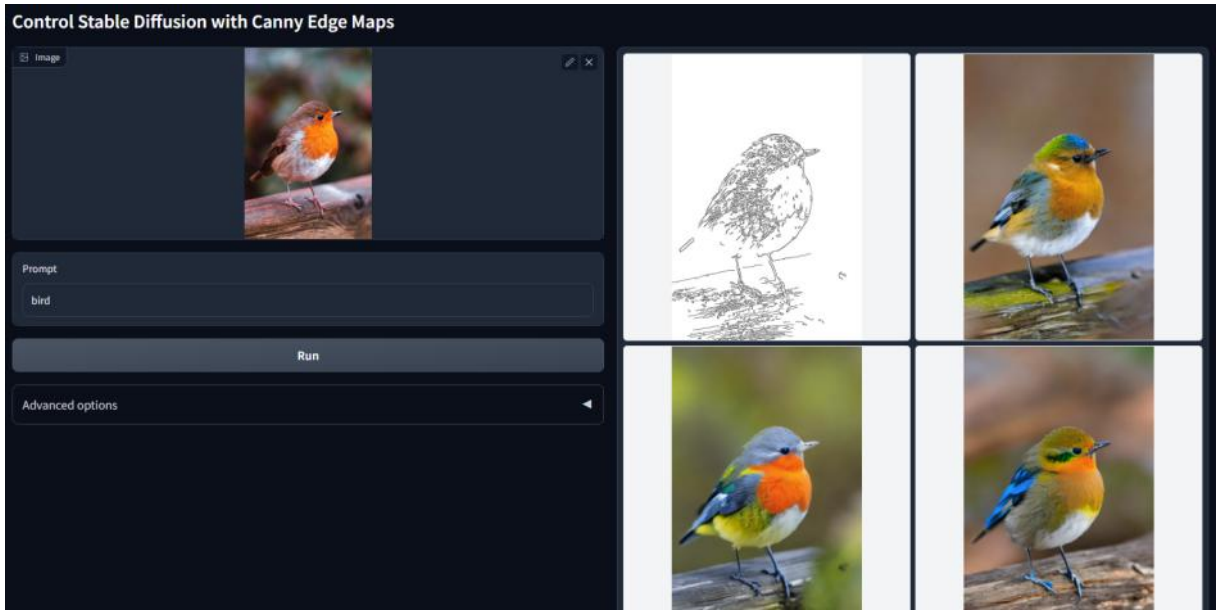 Control Stable Diffusion with Canny Edge Maps
Image
Prompt
bird
Run
Advanced options